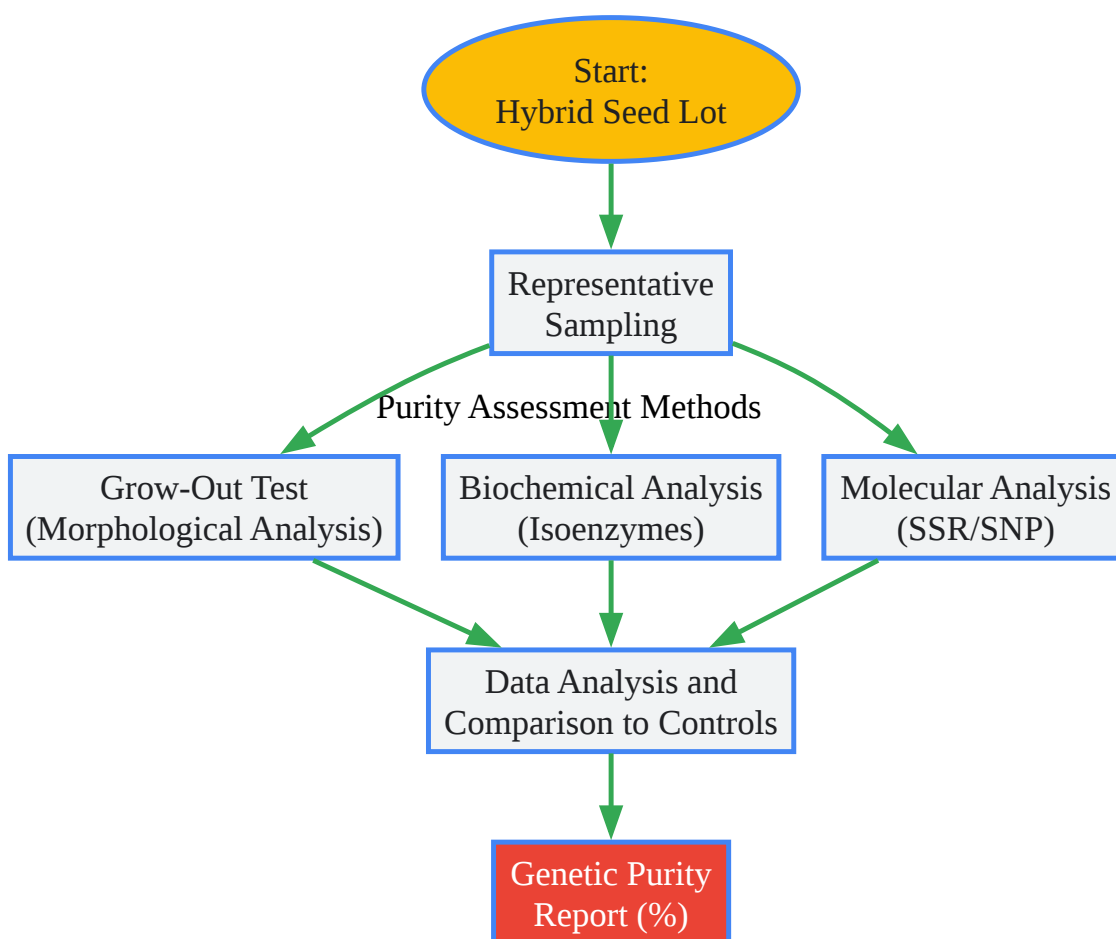 Start:
Hybrid Seed Lot
Representative
Sampling
Purity Assessment Methods
Grow-Out Test
(Morphological Analysis)
Biochemical Analysis
(Isoenzymes)
Molecular Analysis
(SSR/SNP)
Data Analysis and
Comparison to Controls
Genetic Purity
Report (%)